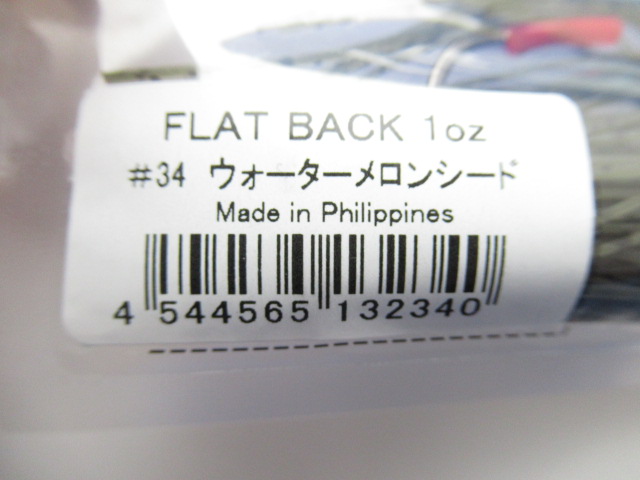 FLAT BACK 1oz
#34 ウォーターメロンシード
Made in Philippines
4 544565 132340